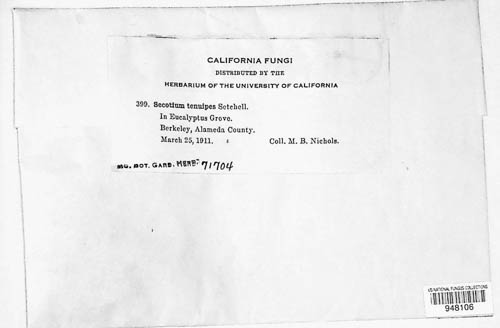 CALIFORNIA FUNGI
DISTRIBUTED BY THE
HERBARIUM OF THE UNIVERSITY OF CALIFORNIA
399. Secotium tenuipes Setchell.
In Eucalyptus Grove.
Berkeley, Alameda County.
March 25, 1911. Coll. M. B. Nichols.
MO. BOT. GARD. HERB. 71704
US NATIONAL FUNGUS COLLECTIONS
948106